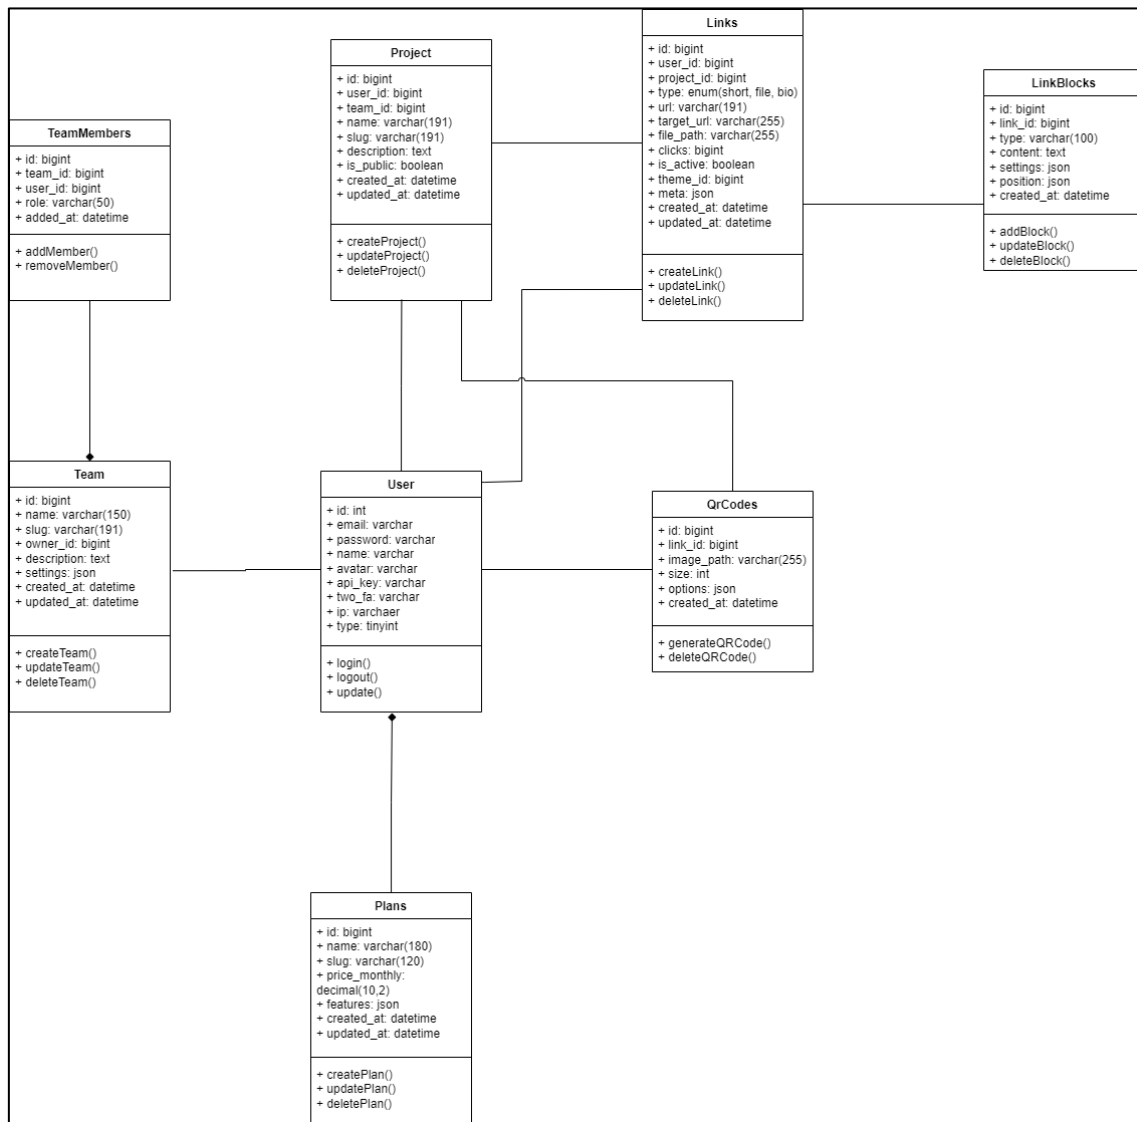 Project
+ id: bigint
+ user_id: bigint
+ team_id: bigint
+ name: varchar(191)
+ slug: varchar(191)
+ description: text
+ is_public: boolean
+ created_at: datetime
+ updated_at: datetime
+ createProject()
+ updateProject()
+ deleteProject()
Links
+ id: bigint
+ user_id: bigint
+ project_id: bigint
+ type: enum(short, file, bio)
+ url: varchar(191)
+ target_url: varchar(255)
+ file_path: varchar(255)
+ clicks: bigint
+ is_active: boolean
+ theme_id: bigint
+ meta: json
+ created_at: datetime
+ updated_at: datetime
+ createLink()
+ updateLink()
+ deleteLink()
LinkBlocks
+ id: bigint
+ link_id: bigint
+ type: varchar(100)
+ content: text
+ settings: json
+ position: json
+ created_at: datetime
+ addBlock()
+ updateBlock()
+ deleteBlock()
TeamMembers
+ id: bigint
+ team_id: bigint
+ user_id: bigint
+ role: varchar(50)
+ added_at: datetime
+ addMember()
+ removeMember()
Team
+ id: bigint
+ name: varchar(150)
+ slug: varchar(191)
+ owner_id: bigint
+ description: text
+ settings: json
+ created_at: datetime
+ updated_at: datetime
+ createTeam()
+ updateTeam()
+ deleteTeam()
User
+ id: int
+ email: varchar
+ password: varchar
+ name: varchar
+ avatar: varchar
+ api_key: varchar
+ two_fa: varchar
+ ip: varchaer
+ type: tinyint
+ login()
+ logout()
+ update()
QrCodes
+ id: bigint
+ link_id: bigint
+ image_path: varchar(255)
+ size: int
+ options: json
+ created_at: datetime
+ generateQRCode()
+ deleteQRCode()
Plans
+ id: bigint
+ name: varchar(180)
+ slug: varchar(120)
+ price_monthly:
decimal(10,2)
+ features: json
+ created_at: datetime
+ updated_at: datetime
+ createPlan()
+ updatePlan()
+ deletePlan()